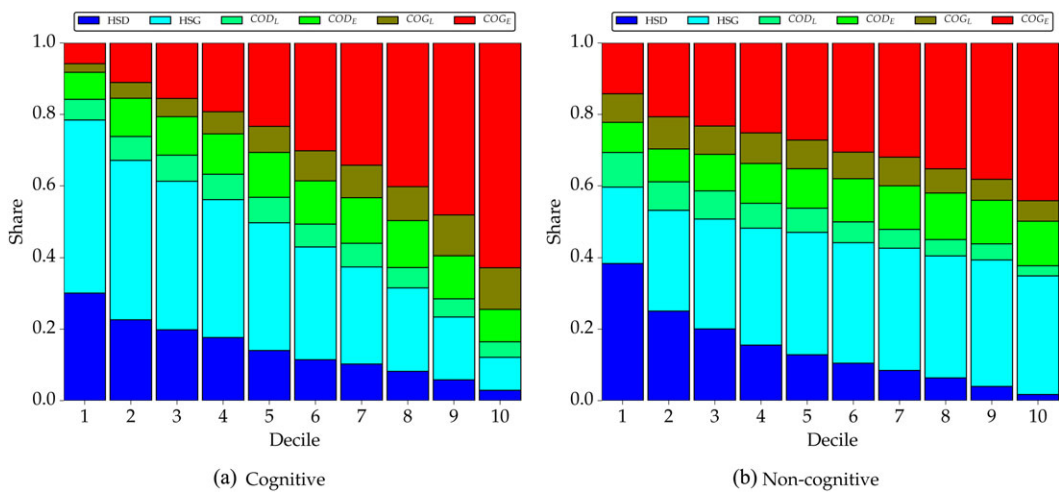 HSD HSG COD_L COD_E COG_L COG_E
1.0
0.8
0.6
0.4
0.2
0.0
Share
1 2 3 4 5 6 7 8 9 10
Decile
(a) Cognitive
HSD HSG COD_L COD_E COG_L COG_E
1.0
0.8
0.6
0.4
0.2
0.0
Share
1 2 3 4 5 6 7 8 9 10
Decile
(b) Non-cognitive